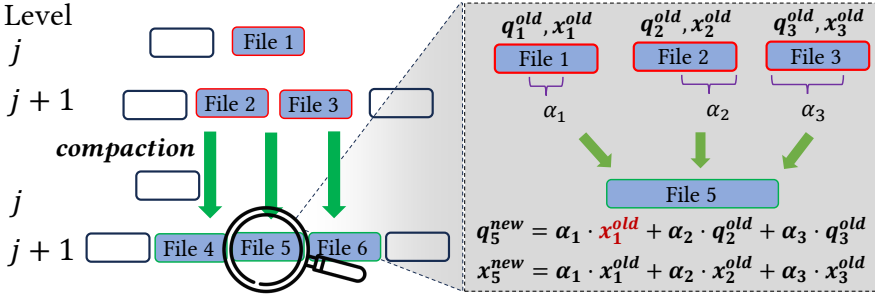 Level
j
File 1
j + 1
File 2
File 3
compaction
j
j + 1
File 4
File 5
File 6
q₁ᵒˡᵈ, x₁ᵒˡᵈ
q₂ᵒˡᵈ, x₂ᵒˡᵈ
q₃ᵒˡᵈ, x₃ᵒˡᵈ
File 1
File 2
File 3
α₁
α₂
α₃
File 5
q₅ⁿᵉʷ = α₁ · x₁ᵒˡᵈ + α₂ · q₂ᵒˡᵈ + α₃ · q₃ᵒˡᵈ
x₅ⁿᵉʷ = α₁ · x₁ᵒˡᵈ + α₂ · x₂ᵒˡᵈ + α₃ · x₃ᵒˡᵈ